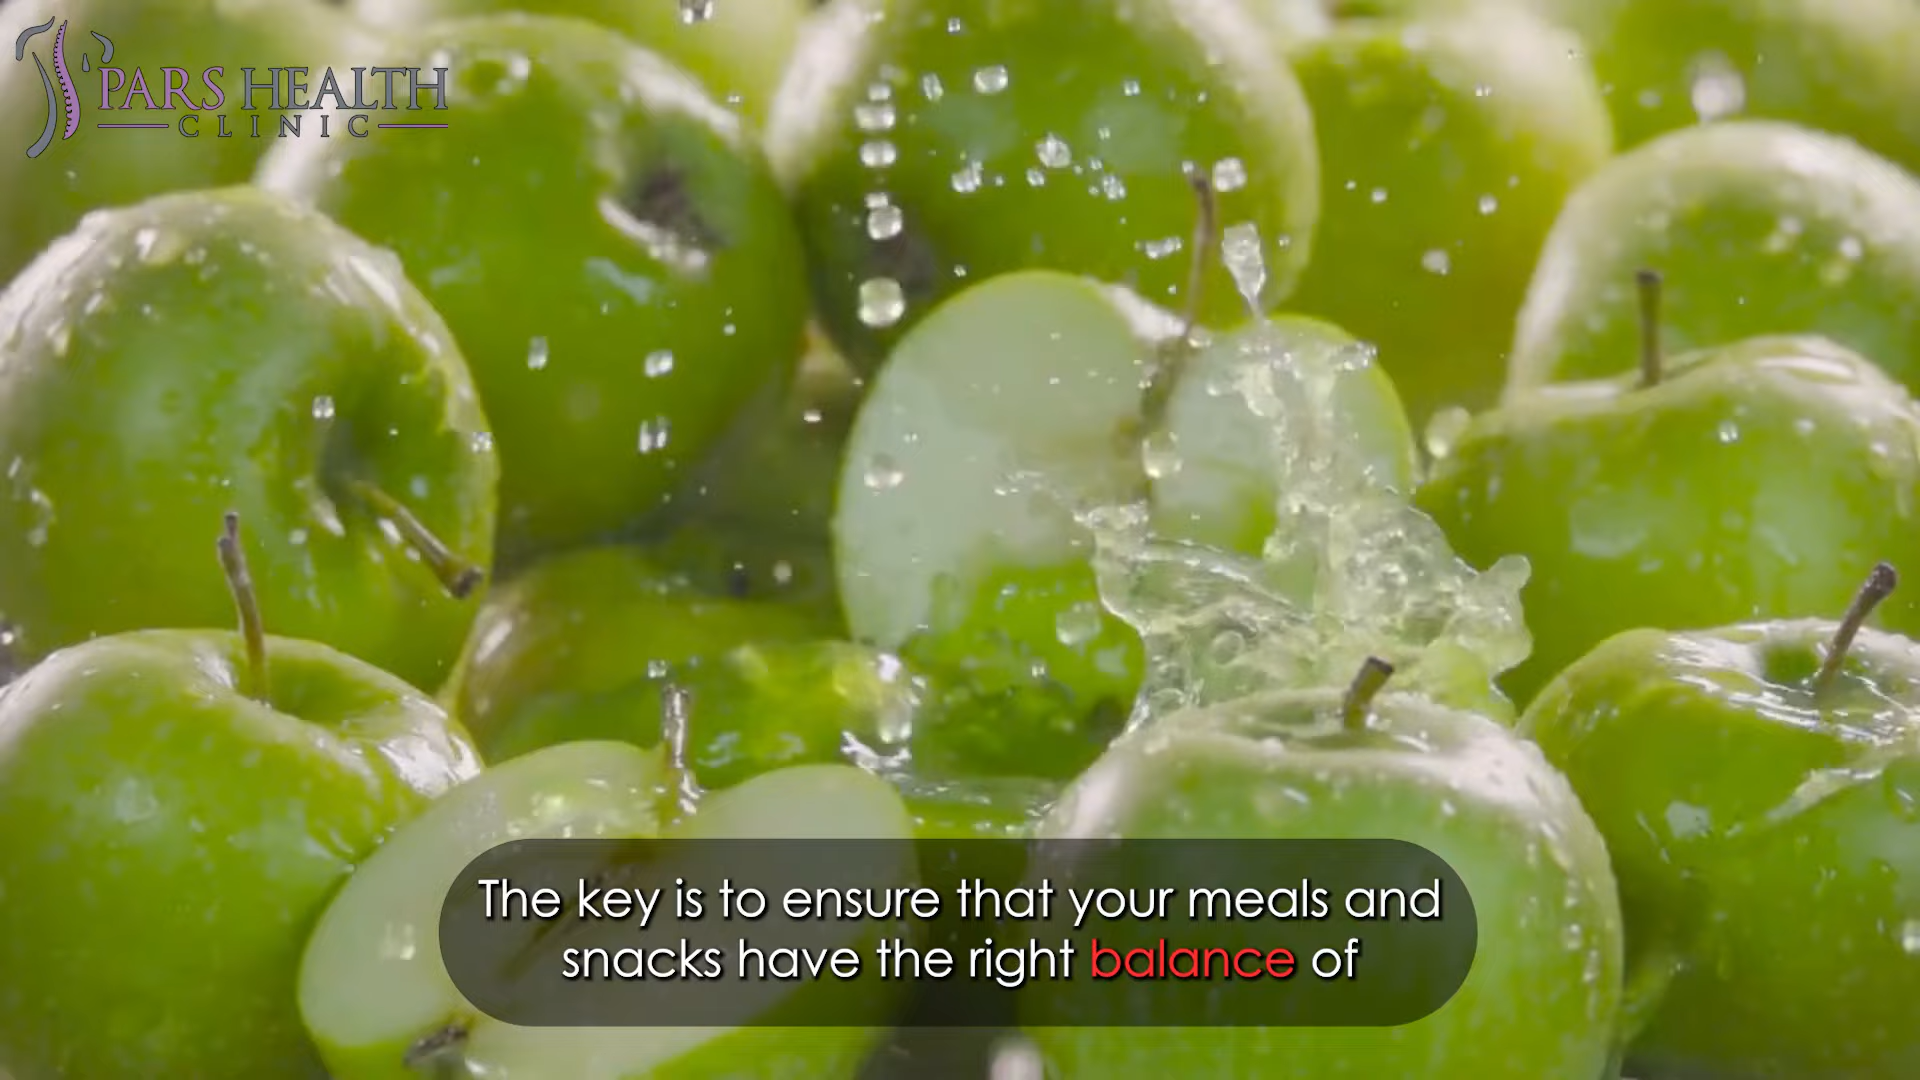 PARS HEALTH
CLINIC
The key is to ensure that your meals and
snacks have the right balance of